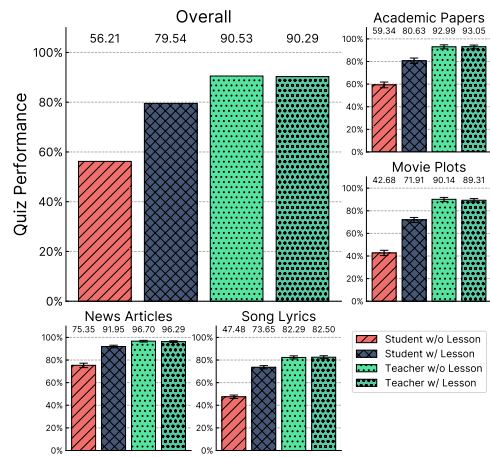 Overall
56.21 79.54 90.53 90.29
Quiz Performance
100%
80%
60%
40%
20%
0%
Academic Papers
59.34 80.63 92.99 93.05
100%
80%
60%
40%
20%
0%
Movie Plots
42.68 71.91 90.14 89.31
100%
80%
60%
40%
20%
0%
News Articles
75.35 91.95 96.70 96.29
100%
80%
60%
40%
20%
0%
Song Lyrics
47.48 73.65 82.29 82.50
100%
80%
60%
40%
20%
0%
Student w/o Lesson
Student w/ Lesson
Teacher w/o Lesson
Teacher w/ Lesson